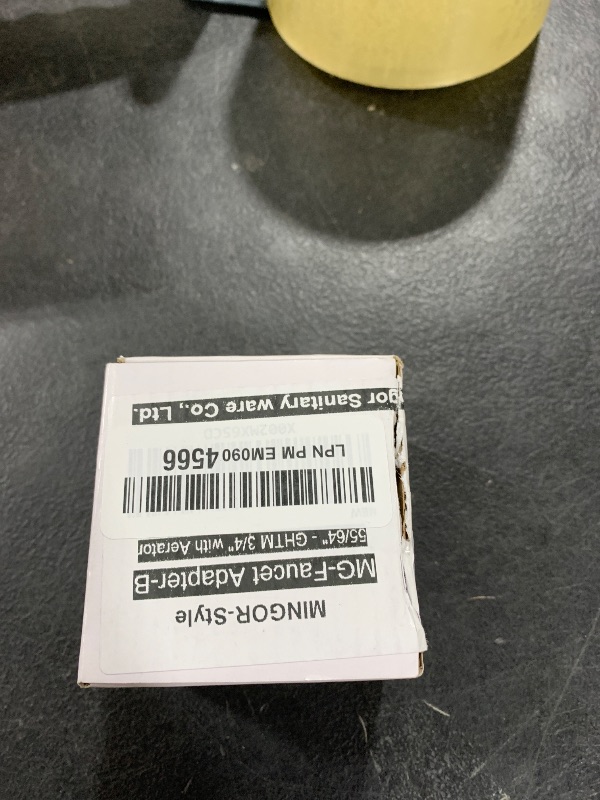 MINGOR-Style
MG-Faucet Adapter-B
55/64" - GHTM 3/4" with Aerator
LPN PM EM090 4566
gor Sanitary ware Co., Ltd.